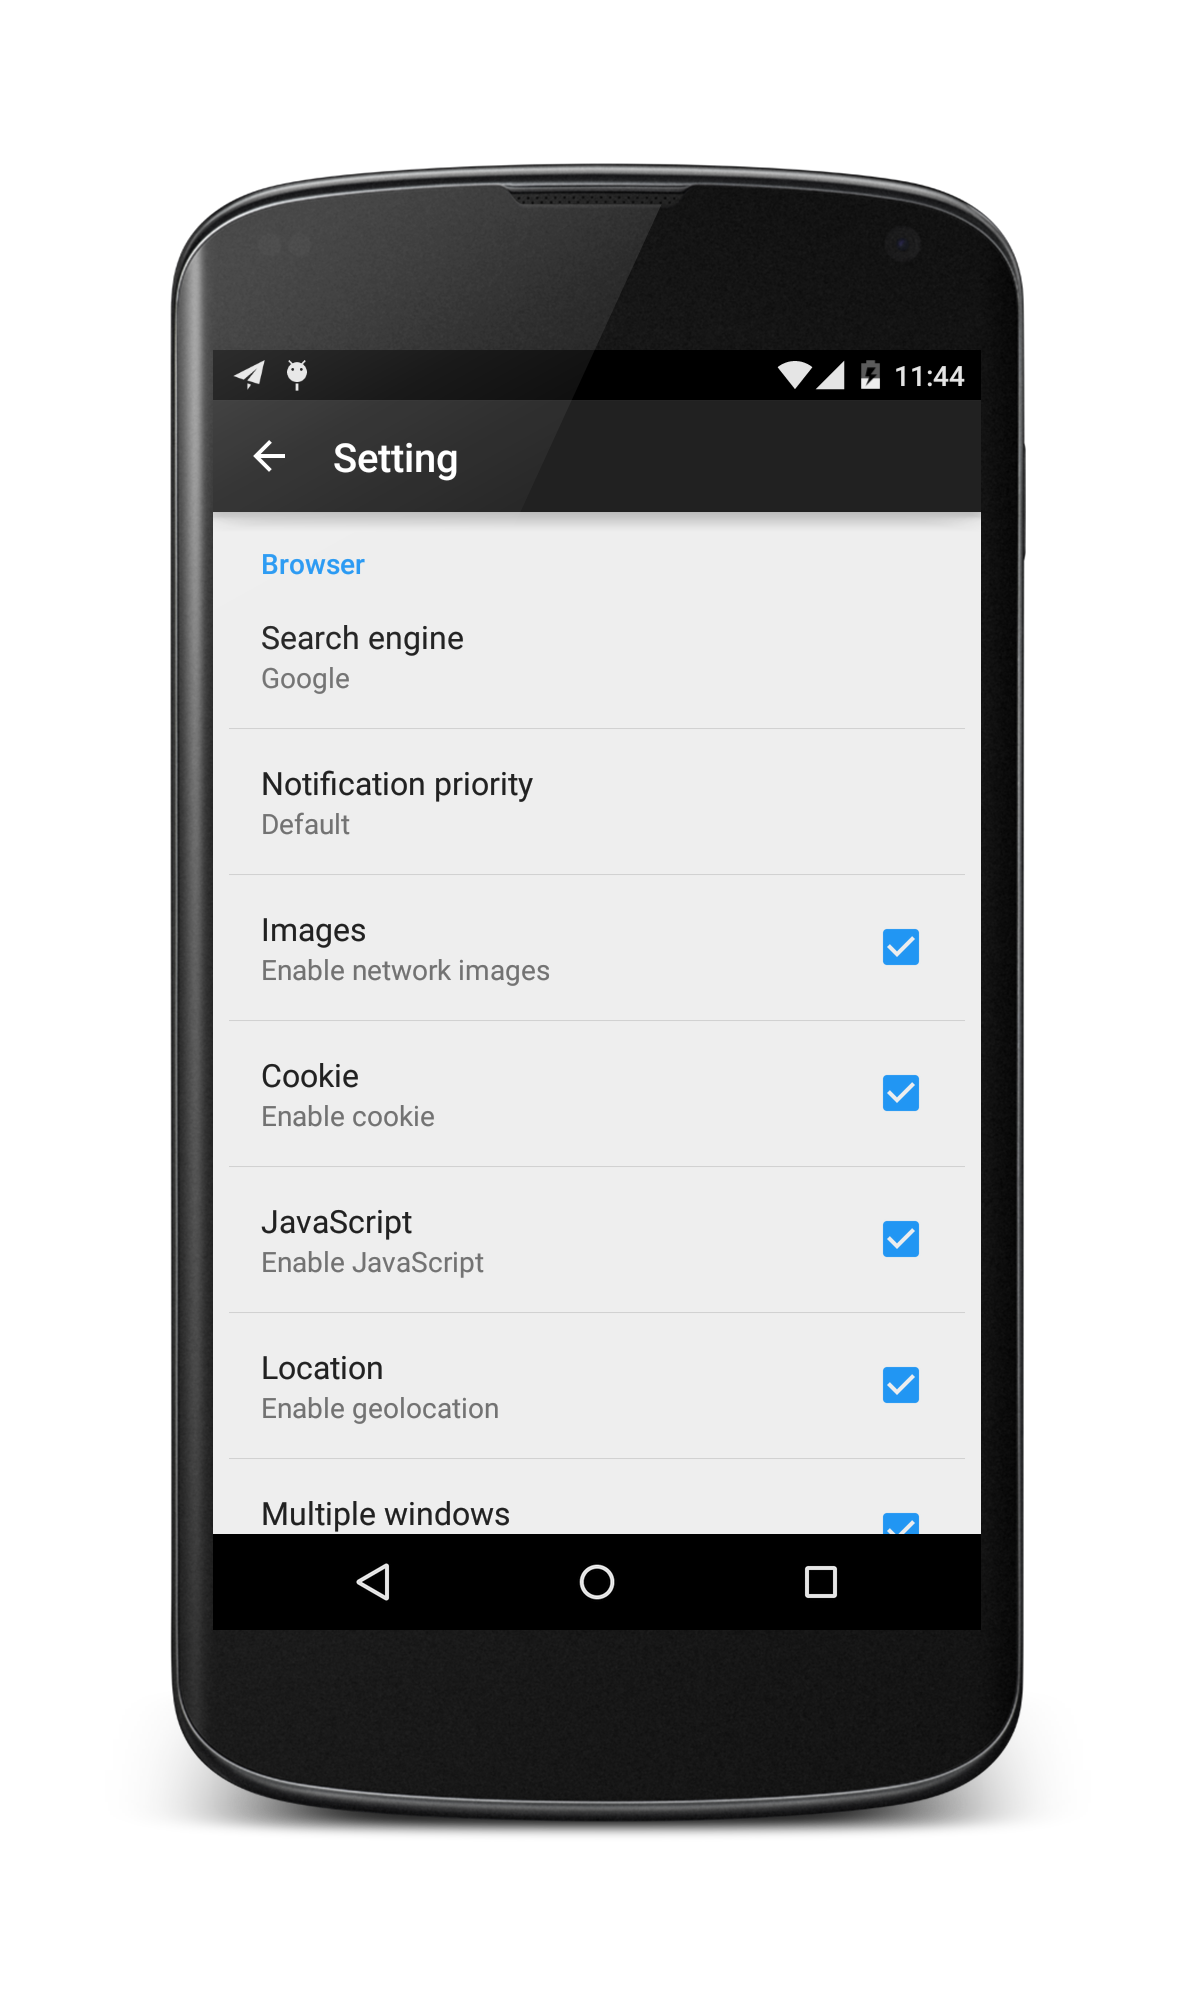 11:44
Setting
Browser
Search engine
Google
Notification priority
Default
Images
Enable network images
Cookie
Enable cookie
JavaScript
Enable JavaScript
Location
Enable geolocation
Multiple windows